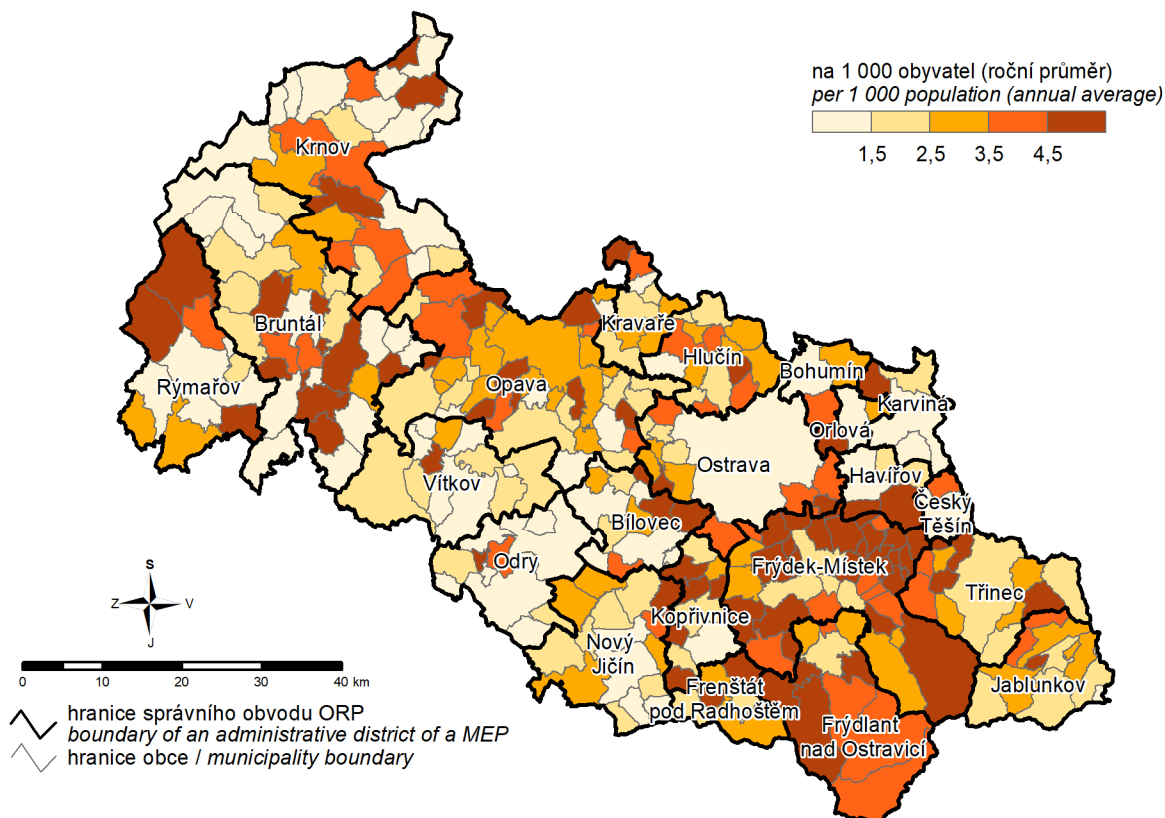 na 1 000 obyvatel (roční průměr)
per 1 000 population (annual average)
1,5 2,5 3,5 4,5
Krnov
Bruntál
Rýmařov
Kravaře
Hlučín
Opava
Bohumín
Karviná
Orlová
Ostrava
Havířov
Vítkov
Český
Těšín
Bílovec
Odry
Frýdek-Místek
Třinec
Kopřivnice
Nový
Jičín
Frenštát
pod Radhoštěm
Jablunkov
Frýdlant
nad Ostravicí
S
Z V
J
0 10 20 30 40 km
hranice správního obvodu ORP
boundary of an administrative district of a MEP
hranice obce / municipality boundary